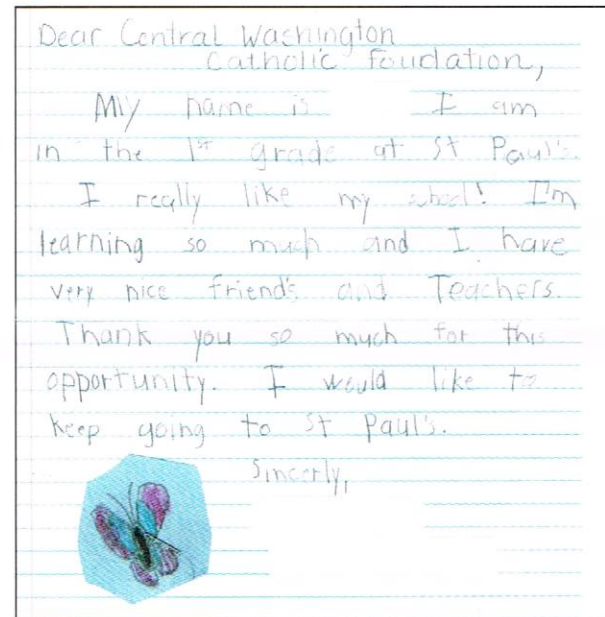 Dear Central Washington
Catholic Foudation,
My name is I am
in the 1st grade at St Paul's.
I really like my school! I'm
learning so much and I have
very nice friend's and Teachers.
Thank you so much for this
opportunity. I would like to
keep going to St Paul's.
Sincerly,